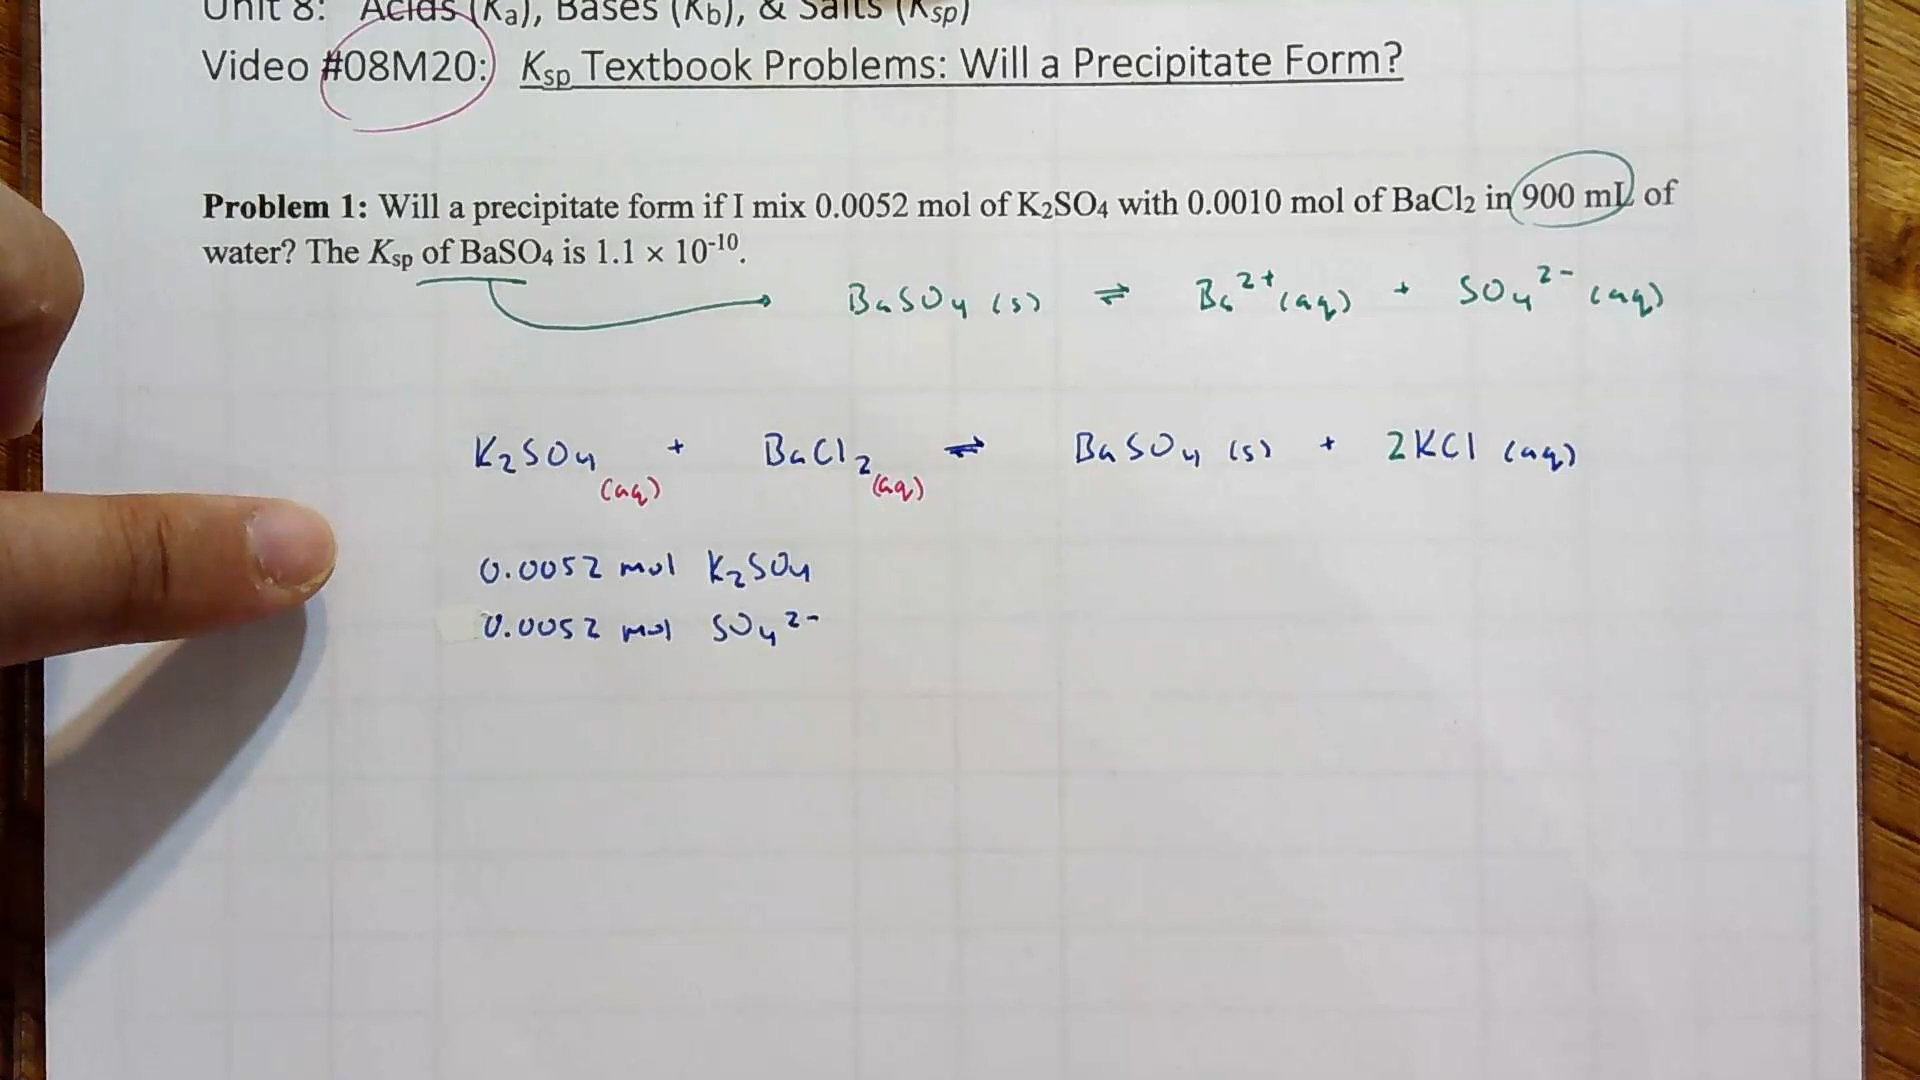 Unit 8: Acids (Ka), Bases (Kb), & Salts (Ksp)
Video #08M20: Ksp Textbook Problems: Will a Precipitate Form?
Problem 1: Will a precipitate form if I mix 0.0052 mol of K₂SO₄ with 0.0010 mol of BaCl₂ in 900 mL of
water? The Ksp of BaSO₄ is 1.1 × 10⁻¹⁰.
BaSO₄ (s) ⇌ Ba²⁺ (aq) + SO₄²⁻ (aq)
K₂SO₄ (aq) + BaCl₂ (aq) ⇌ BaSO₄ (s) + 2KCl (aq)
0.0052 mol K₂SO₄
0.0052 mol SO₄²⁻